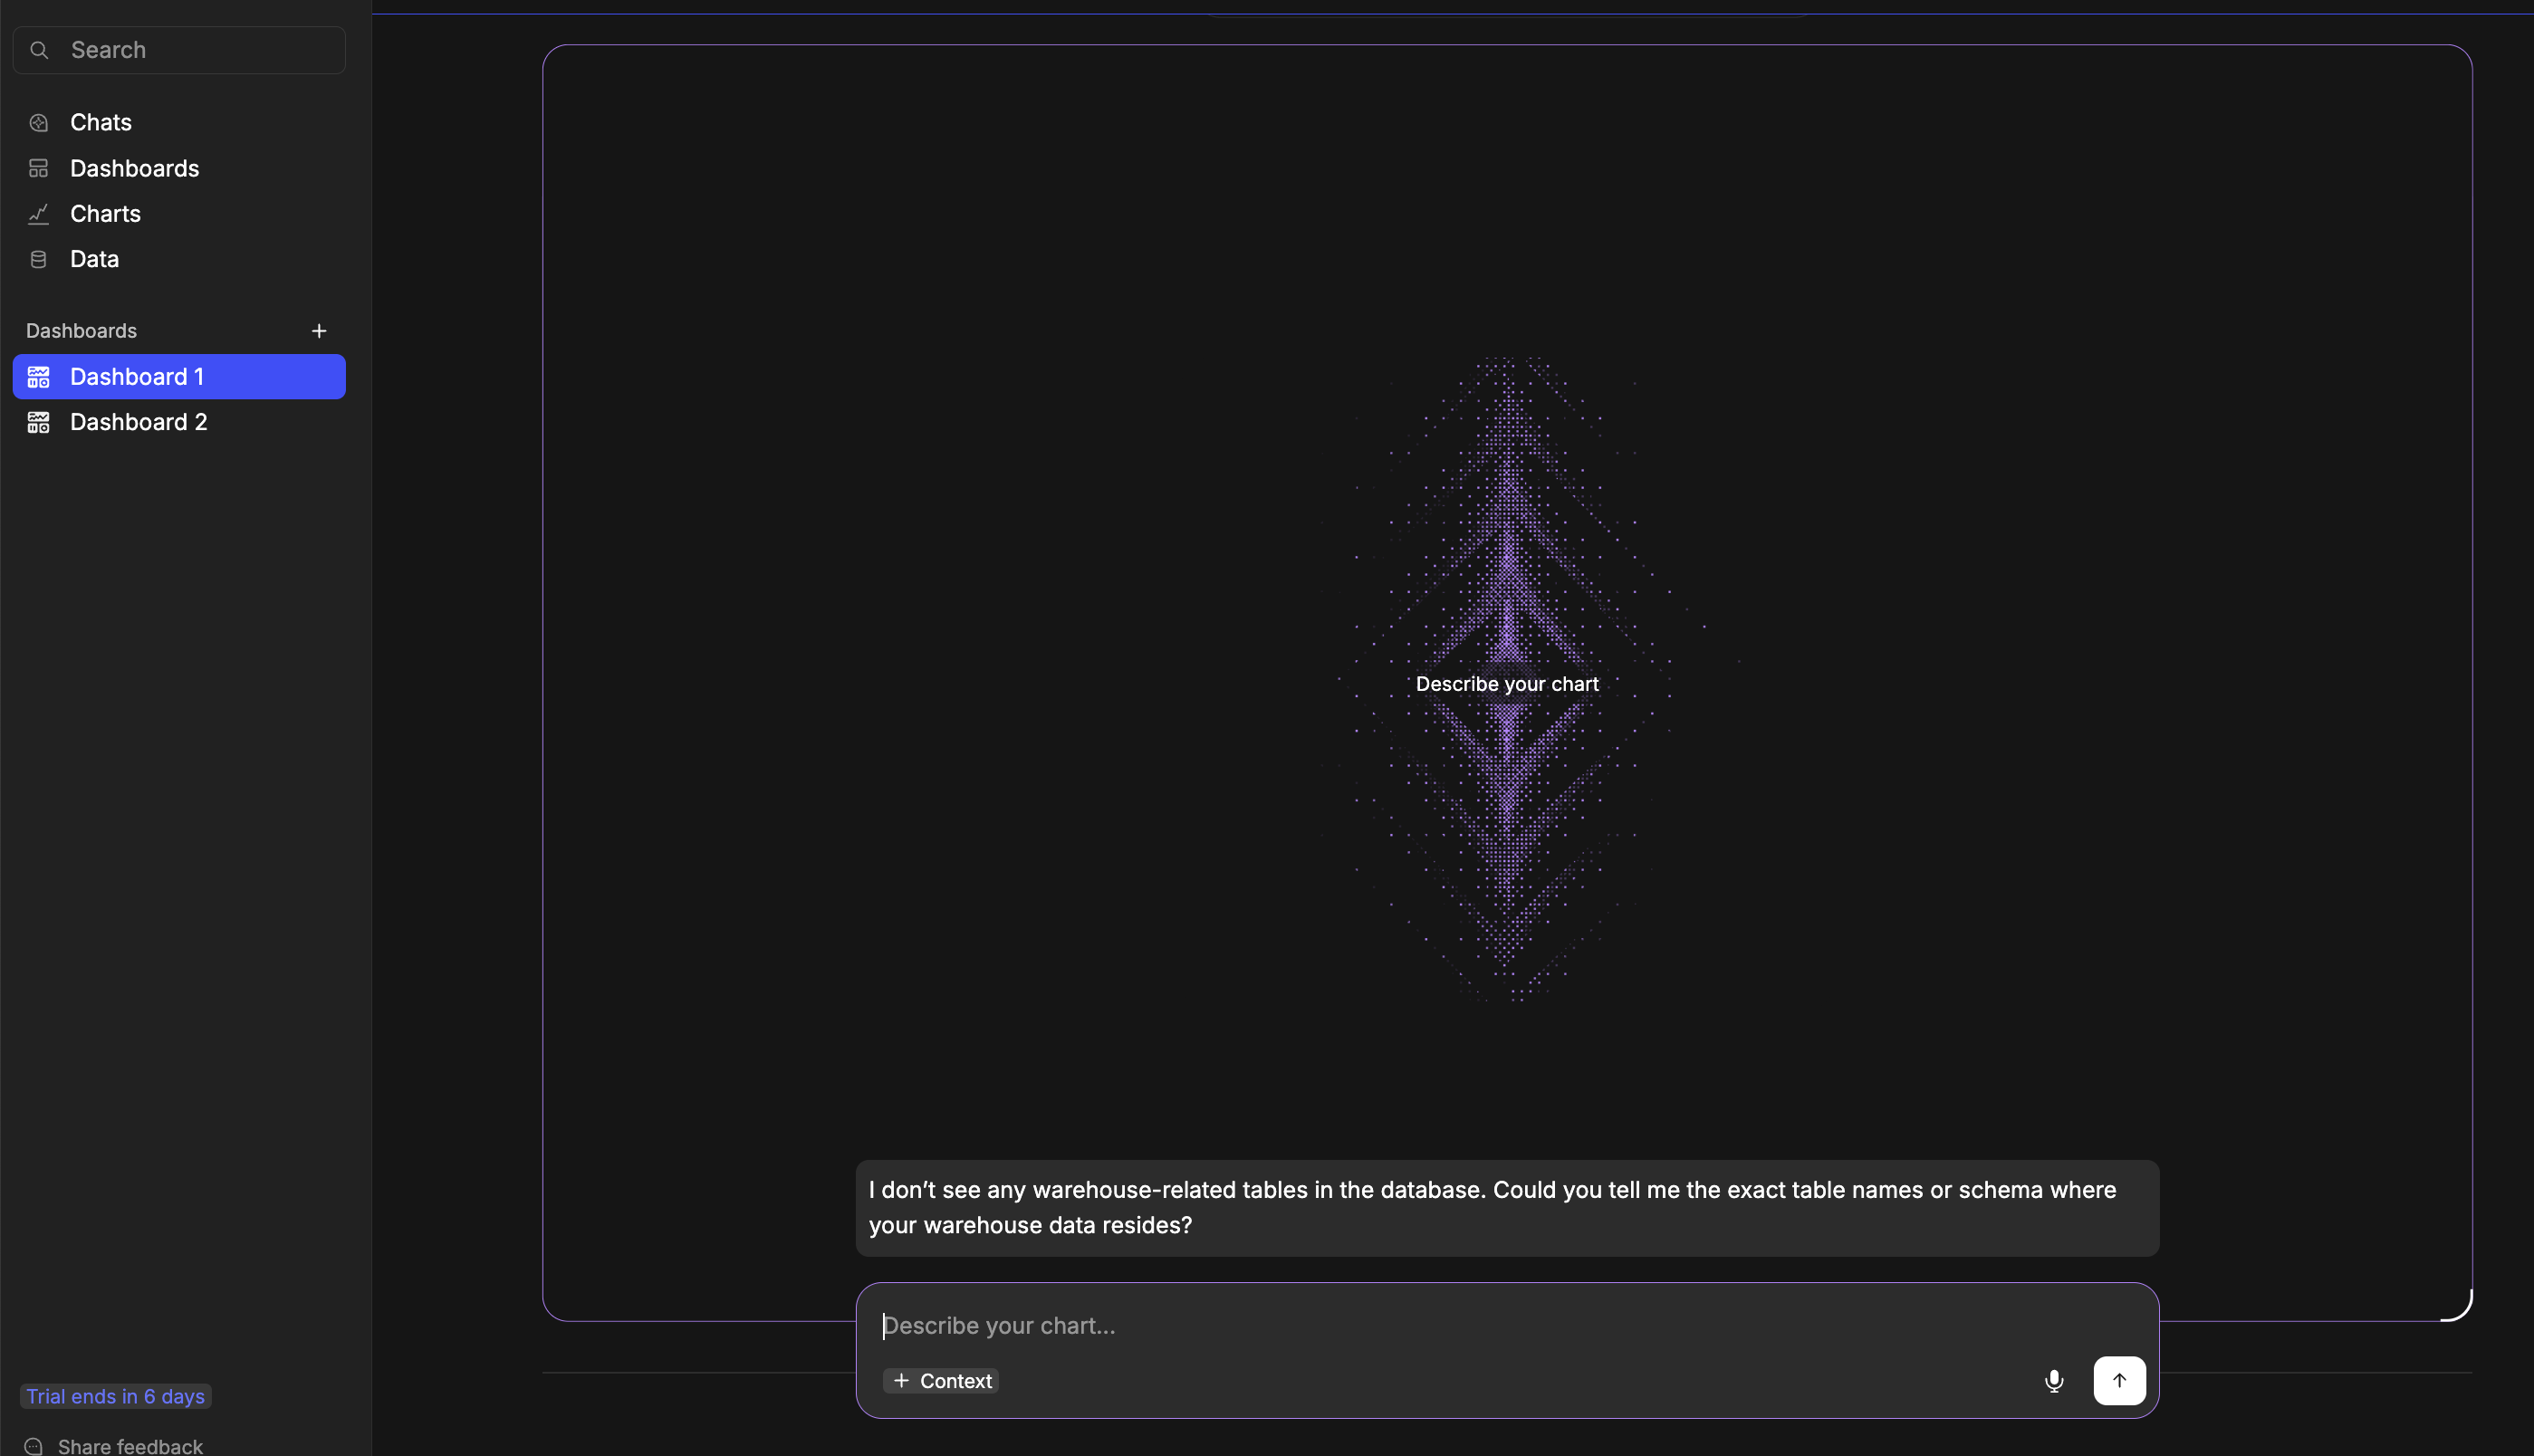 Search
Chats
Dashboards
Charts
Data
Dashboards
Dashboard 1
Dashboard 2
Trial ends in 6 days
Share feedback
Describe your chart
I don’t see any warehouse-related tables in the database. Could you tell me the exact table names or schema where
your warehouse data resides?
Describe your chart...
Context